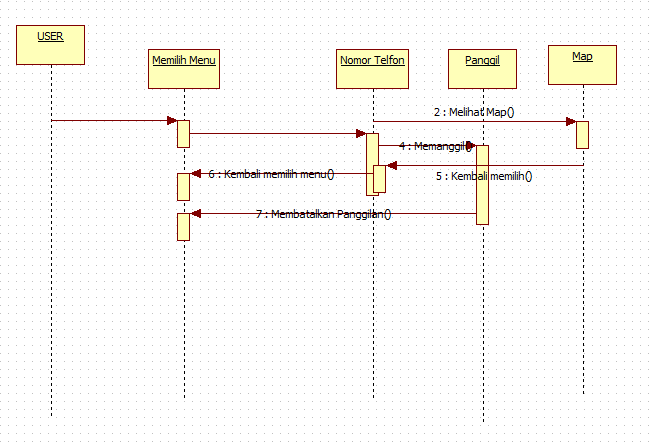 USER
Memilih Menu
Nomor Telfon
Panggil
Map
2 : Melihat Map()
4 : Memanggil()
5 : Kembali memilih()
6 : Kembali memilih menu()
7 : Membatalkan Panggilan()